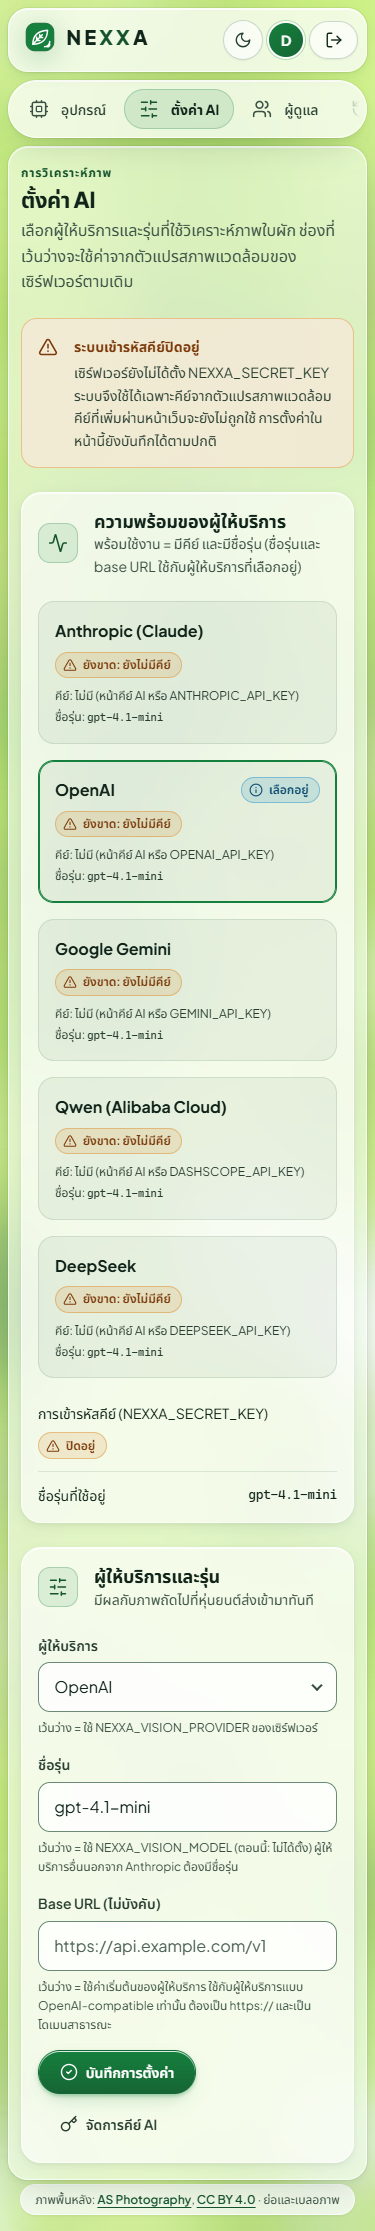 NEXXA
D
อุปกรณ์
ตั้งค่า AI
ผู้ดูแล
การวิเคราะห์ภาพ
ตั้งค่า AI
เลือกผู้ให้บริการและรุ่นที่ใช้วิเคราะห์ภาพใบผัก ช่องที่
เว้นว่างจะใช้ค่าจากตัวแปรสภาพแวดล้อมของ
เซิร์ฟเวอร์ตามเดิม
ระบบเข้ารหัสคีย์ปิดอยู่
เซิร์ฟเวอร์ยังไม่ได้ตั้ง NEXXA_SECRET_KEY
ระบบจึงใช้ได้เฉพาะคีย์จากตัวแปรสภาพแวดล้อม
คีย์ที่เพิ่มผ่านหน้าเว็บจะยังไม่ถูกใช้ การตั้งค่าใน
หน้านี้ยังบันทึกได้ตามปกติ
ความพร้อมของผู้ให้บริการ
พร้อมใช้งาน = มีคีย์ และมีชื่อรุ่น (ชื่อรุ่นและ
base URL ใช้กับผู้ให้บริการที่เลือกอยู่)
Anthropic (Claude)
ยังขาด: ยังไม่มีคีย์
คีย์: ไม่มี (หน้าคีย์ AI หรือ ANTHROPIC_API_KEY)
ชื่อรุ่น: gpt-4.1-mini
OpenAI
เลือกอยู่
ยังขาด: ยังไม่มีคีย์
คีย์: ไม่มี (หน้าคีย์ AI หรือ OPENAI_API_KEY)
ชื่อรุ่น: gpt-4.1-mini
Google Gemini
ยังขาด: ยังไม่มีคีย์
คีย์: ไม่มี (หน้าคีย์ AI หรือ GEMINI_API_KEY)
ชื่อรุ่น: gpt-4.1-mini
Qwen (Alibaba Cloud)
ยังขาด: ยังไม่มีคีย์
คีย์: ไม่มี (หน้าคีย์ AI หรือ DASHSCOPE_API_KEY)
ชื่อรุ่น: gpt-4.1-mini
DeepSeek
ยังขาด: ยังไม่มีคีย์
คีย์: ไม่มี (หน้าคีย์ AI หรือ DEEPSEEK_API_KEY)
ชื่อรุ่น: gpt-4.1-mini
การเข้ารหัสคีย์ (NEXXA_SECRET_KEY)
ปิดอยู่
ชื่อรุ่นที่ใช้อยู่ gpt-4.1-mini
ผู้ให้บริการและรุ่น
มีผลกับภาพถัดไปที่หุ่นยนต์ส่งเข้ามาทันที
ผู้ให้บริการ
OpenAI
เว้นว่าง = ใช้ NEXXA_VISION_PROVIDER ของเซิร์ฟเวอร์
ชื่อรุ่น
gpt-4.1-mini
เว้นว่าง = ใช้ NEXXA_VISION_MODEL (ตอนนี้: ไม่ได้ตั้ง) ผู้ให้
บริการอื่นนอกจาก Anthropic ต้องมีชื่อรุ่น
Base URL (ไม่บังคับ)
https://api.example.com/v1
เว้นว่าง = ใช้ค่าเริ่มต้นของผู้ให้บริการ ใช้กับผู้ให้บริการแบบ
OpenAI-compatible เท่านั้น ต้องเป็น https:// และเป็น
โดเมนสาธารณะ
บันทึกการตั้งค่า
จัดการคีย์ AI
ภาพพื้นหลัง: AS Photography, CC BY 4.0 · ย่อและเบลอภาพ